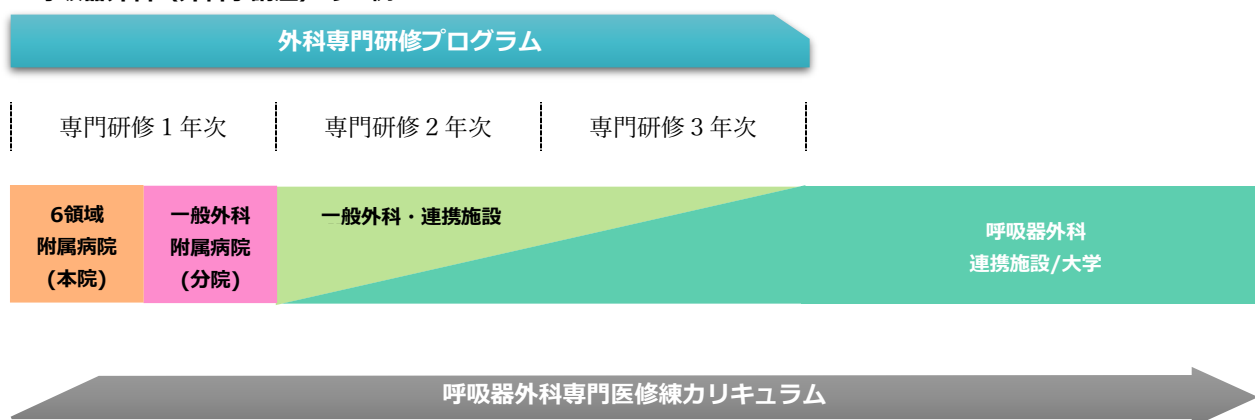 外科専門研修プログラム
専門研修1年次 専門研修2年次 専門研修3年次
6領域
附属病院
(本院)
一般外科
附属病院
(分院)
一般外科・連携施設
呼吸器外科
連携施設/大学
呼吸器外科専門医修練カリキュラム